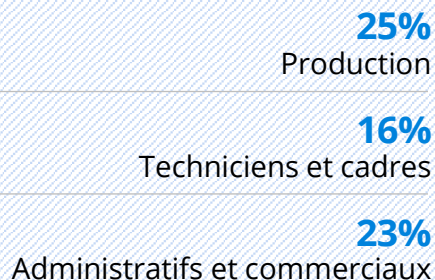 25%
Production
16%
Techniciens et cadres
23%
Administratifs et commerciaux